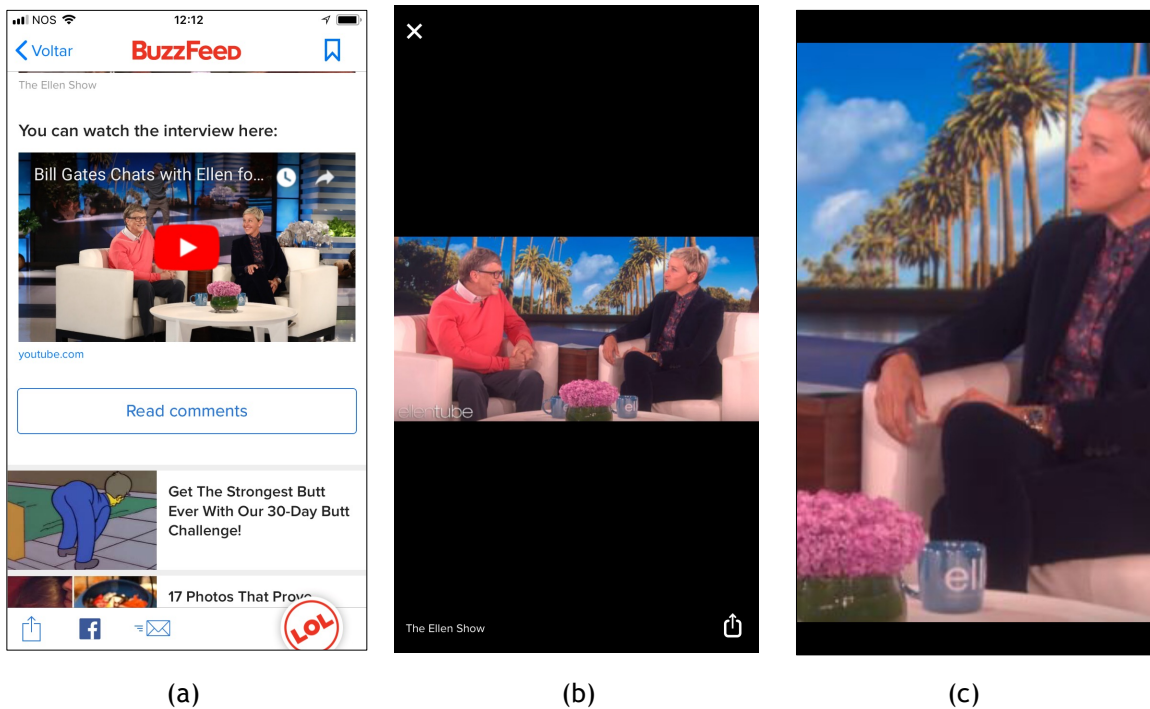 NOS 12:12
Voltar BuzzFeed
The Ellen Show
You can watch the interview here:
Bill Gates Chats with Ellen fo...
youtube.com
Read comments
Get The Strongest Butt
Ever With Our 30-Day Butt
Challenge!
17 Photos That Prove
LOL
(a)
ellentube
ell
The Ellen Show
(b)
ell
(c)